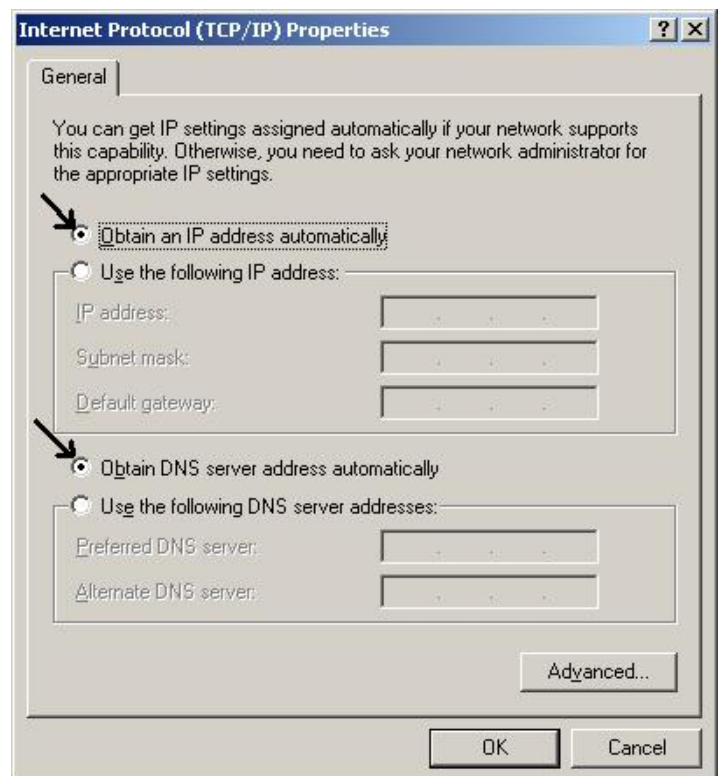 Internet Protocol (TCP/IP) Properties
General
You can get IP settings assigned automatically if your network supports
this capability. Otherwise, you need to ask your network administrator for
the appropriate IP settings.
Obtain an IP address automatically
Use the following IP address:
IP address:
Subnet mask:
Default gateway:
Obtain DNS server address automatically
Use the following DNS server addresses:
Preferred DNS server:
Alternate DNS server:
Advanced...
OK Cancel